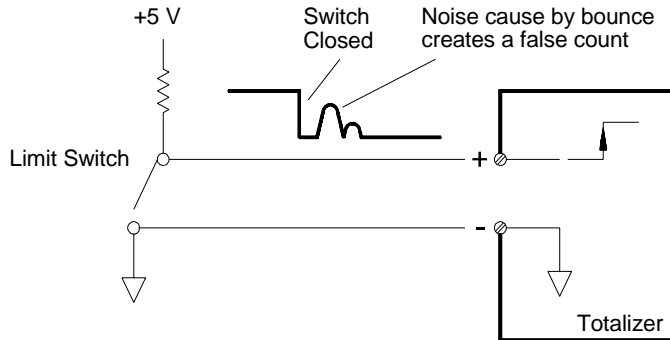 +5 V
Switch
Closed
Noise cause by bounce
creates a false count
Limit Switch
+
-
Totalizer